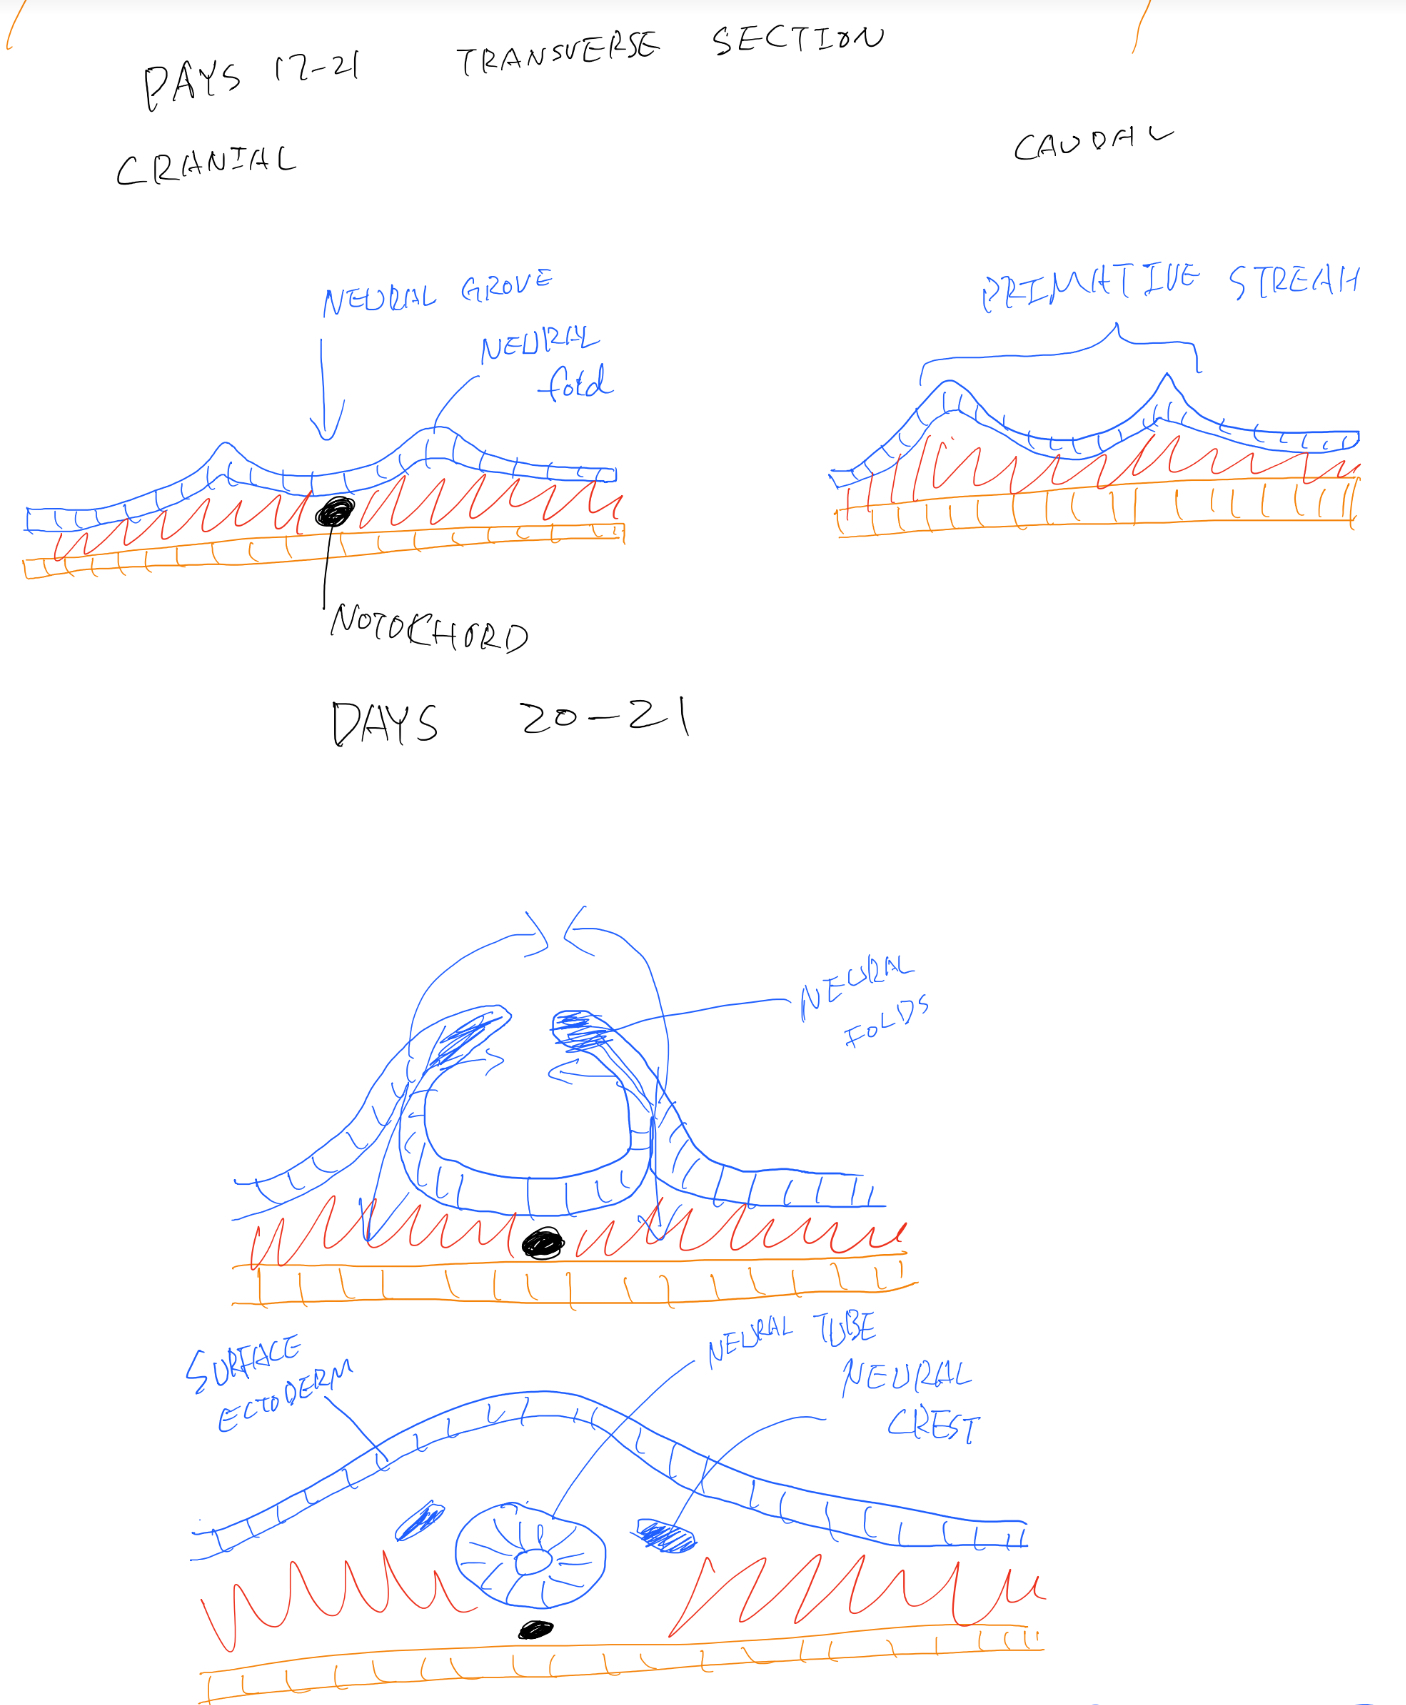 DAYS 17-21 TRANSVERSE SECTION
CRANIAL
CAUDAL
NEURAL GROVE
NEURAL
fold
PRIMATIVE STREAK
NOTOCHORD
DAYS 20-21
NEURAL
FOLDS
SURFACE
ECTODERM
NEURAL TUBE
NEURAL
CREST